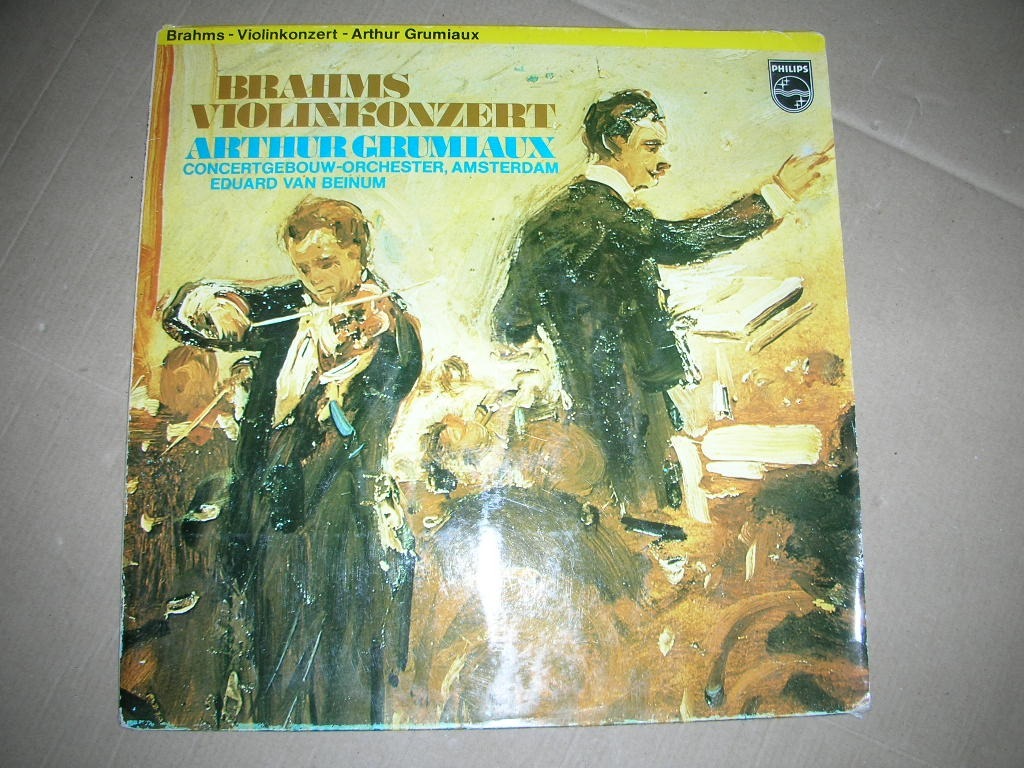 Brahms - Violinkonzert - Arthur Grumiaux
BRAHMS
VIOLINKONZERT
ARTHUR GRUMIAUX
CONCERTGEBOUW-ORCHESTER, AMSTERDAM
EDUARD VAN BEINUM
PHILIPS